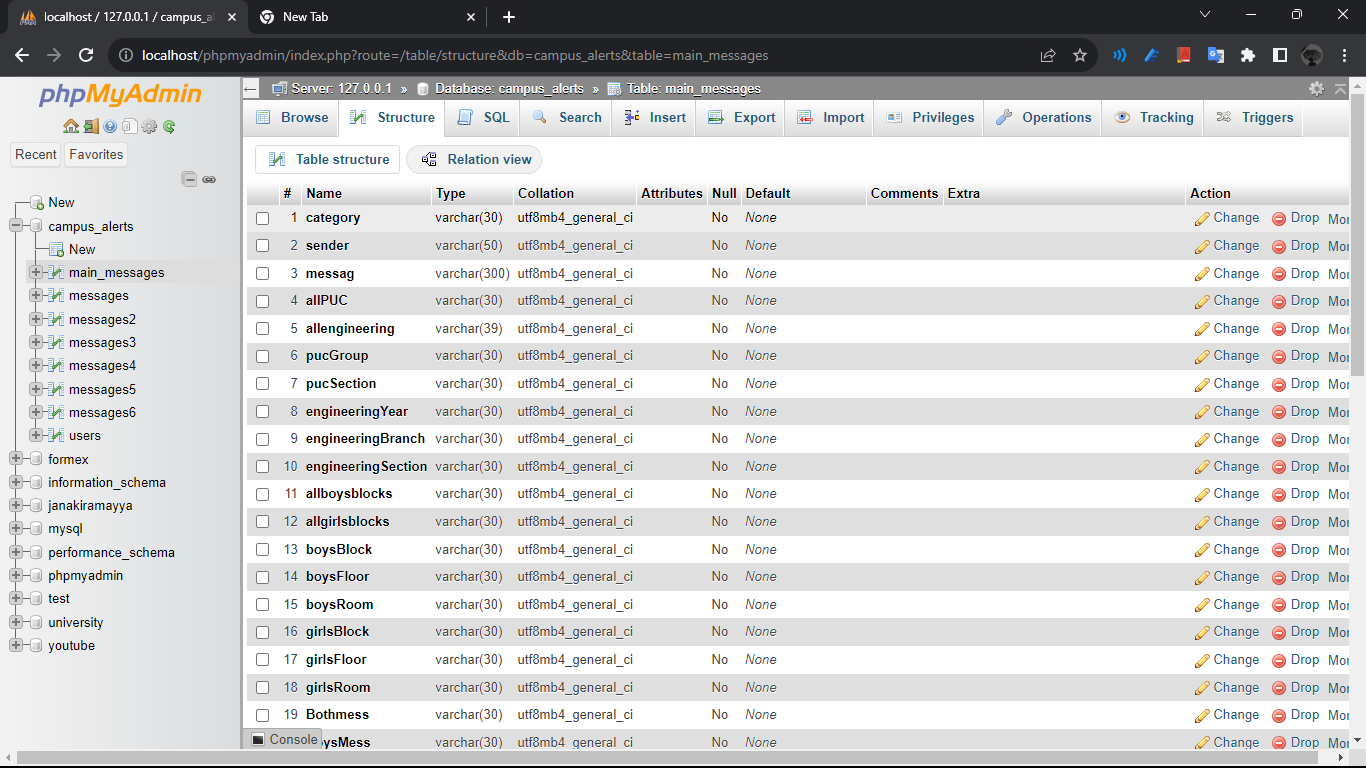 localhost / 127.0.0.1 / campus_al
New Tab
localhost/phpmyadmin/index.php?route=/table/structure&db=campus_alerts&table=main_messages
phpMyAdmin
Recent Favorites
New
campus_alerts
New
main_messages
messages
messages2
messages3
messages4
messages5
messages6
users
formex
information_schema
janakiramayya
mysql
performance_schema
phpmyadmin
test
university
youtube
Server: 127.0.0.1 » Database: campus_alerts » Table: main_messages
Browse Structure SQL Search Insert Export Import Privileges Operations Tracking Triggers
Table structure Relation view
# Name Type Collation Attributes Null Default Comments Extra Action
1 category varchar(30) utf8mb4_general_ci No None Change Drop Mor
2 sender varchar(50) utf8mb4_general_ci No None Change Drop Mor
3 messag varchar(300) utf8mb4_general_ci No None Change Drop Mor
4 allPUC varchar(30) utf8mb4_general_ci No None Change Drop Mor
5 allengineering varchar(39) utf8mb4_general_ci No None Change Drop Mor
6 pucGroup varchar(30) utf8mb4_general_ci No None Change Drop Mor
7 pucSection varchar(30) utf8mb4_general_ci No None Change Drop Mor
8 engineeringYear varchar(30) utf8mb4_general_ci No None Change Drop Mor
9 engineeringBranch varchar(30) utf8mb4_general_ci No None Change Drop Mor
10 engineeringSection varchar(30) utf8mb4_general_ci No None Change Drop Mor
11 allboysblocks varchar(30) utf8mb4_general_ci No None Change Drop Mor
12 allgirlsblocks varchar(30) utf8mb4_general_ci No None Change Drop Mor
13 boysBlock varchar(30) utf8mb4_general_ci No None Change Drop Mor
14 boysFloor varchar(30) utf8mb4_general_ci No None Change Drop Mor
15 boysRoom varchar(30) utf8mb4_general_ci No None Change Drop Mor
16 girlsBlock varchar(30) utf8mb4_general_ci No None Change Drop Mor
17 girlsFloor varchar(30) utf8mb4_general_ci No None Change Drop Mor
18 girlsRoom varchar(30) utf8mb4_general_ci No None Change Drop Mor
19 Bothmess varchar(30) utf8mb4_general_ci No None Change Drop Mor
ysMess varchar(30) utf8mb4_general_ci No None Change Drop Mor
Console